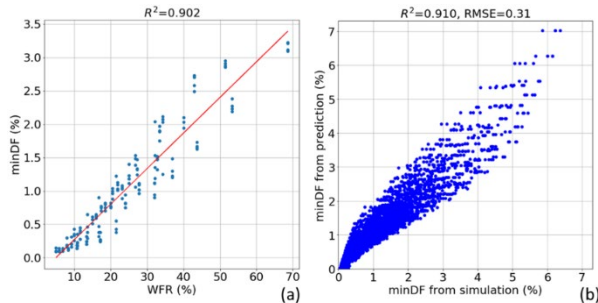 R²=0.902
3.5
3.0
2.5
2.0
1.5
1.0
0.5
0.0
minDF (%)
0 10 20 30 40 50 60 70
WFR (%)
(a)
R²=0.910, RMSE=0.31
7
6
5
4
3
2
1
0
minDF from prediction (%)
0 1 2 3 4 5 6 7
minDF from simulation (%)
(b)